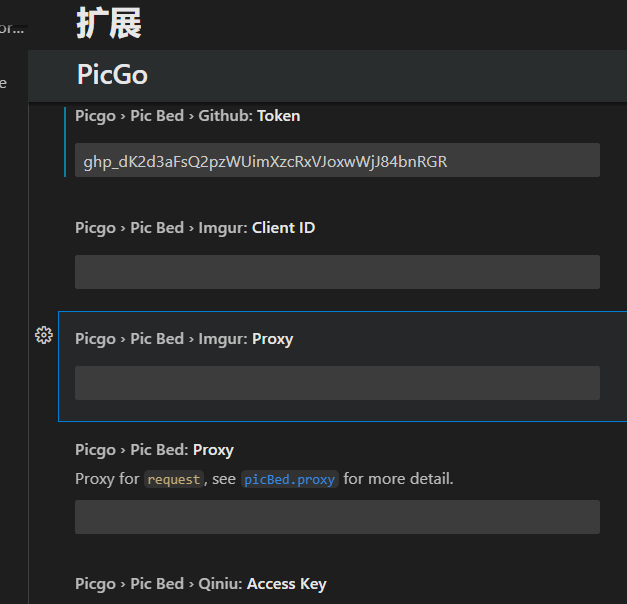 扩展
or...
PicGo
e
Picgo › Pic Bed › Github: Token
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
Picgo › Pic Bed › Imgur: Client ID
Picgo › Pic Bed › Imgur: Proxy
Picgo › Pic Bed: Proxy
Proxy for request, see picBed.proxy for more detail.
Picgo › Pic Bed › Qiniu: Access Key